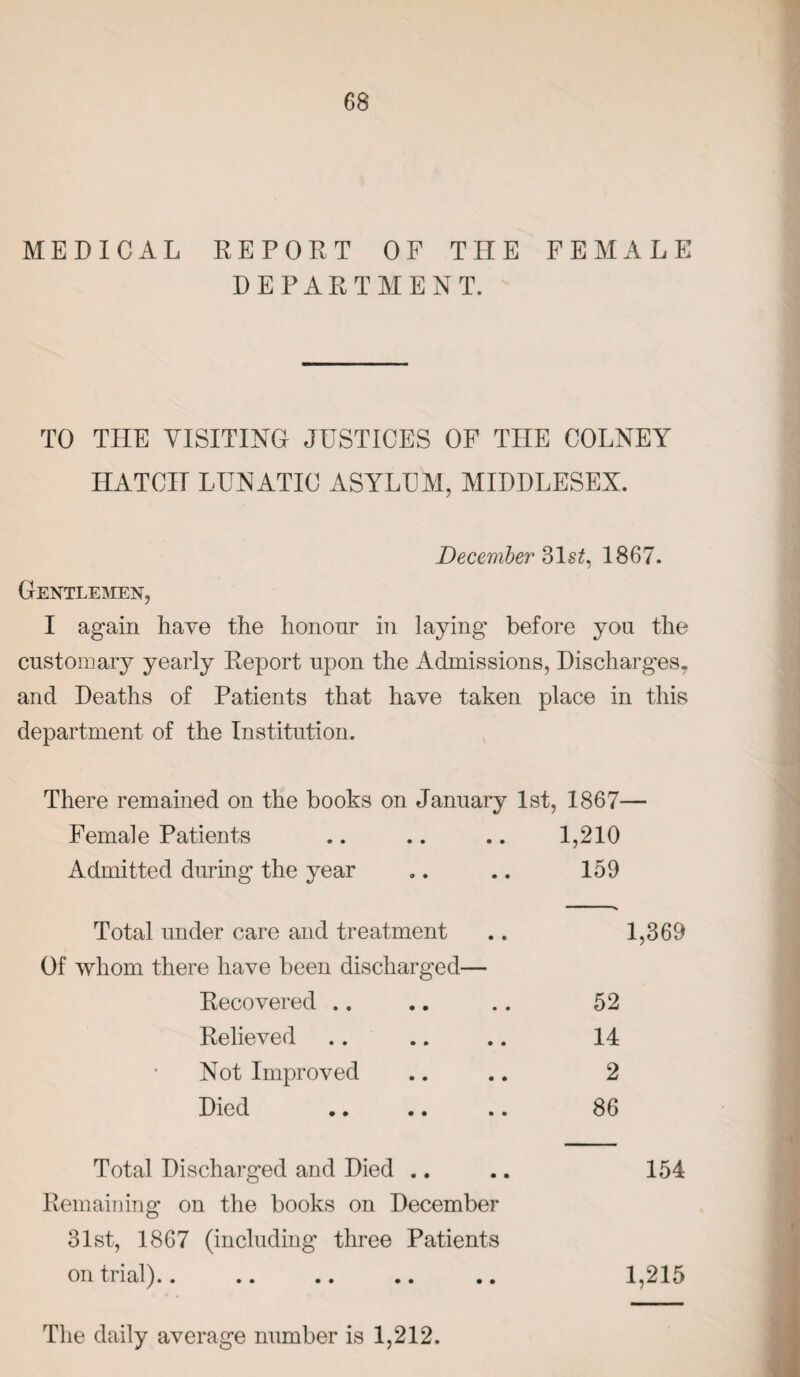 68
MEDICAL REPORT OF THE FEMALE
DEPARTMENT.
TO THE VISITING JUSTICES OF THE COLNEY
HATCH LUNATIC ASYLUM, MIDDLESEX.
December 31st, 1867.
GENTLEMEN,
I again have the honour in laying before you the
customary yearly Report upon the Admissions, Discharges,
and Deaths of Patients that have taken place in this
department of the Institution.
There remained on the books on January 1st, 1867—
Female Patients .. .. .. 1,210
Admitted during the year .. .. 159
Total under care and treatment .. 1,369
Of whom there have been discharged—
Recovered .. .. .. 52
Relieved .. .. .. 14
Not Improved .. .. 2
Died .. .. .. 86
Total Discharged and Died .. .. 154
Remaining on the books on December
31st, 1867 (including three Patients
on trial).. .. .. .. .. 1,215
The daily average number is 1,212.